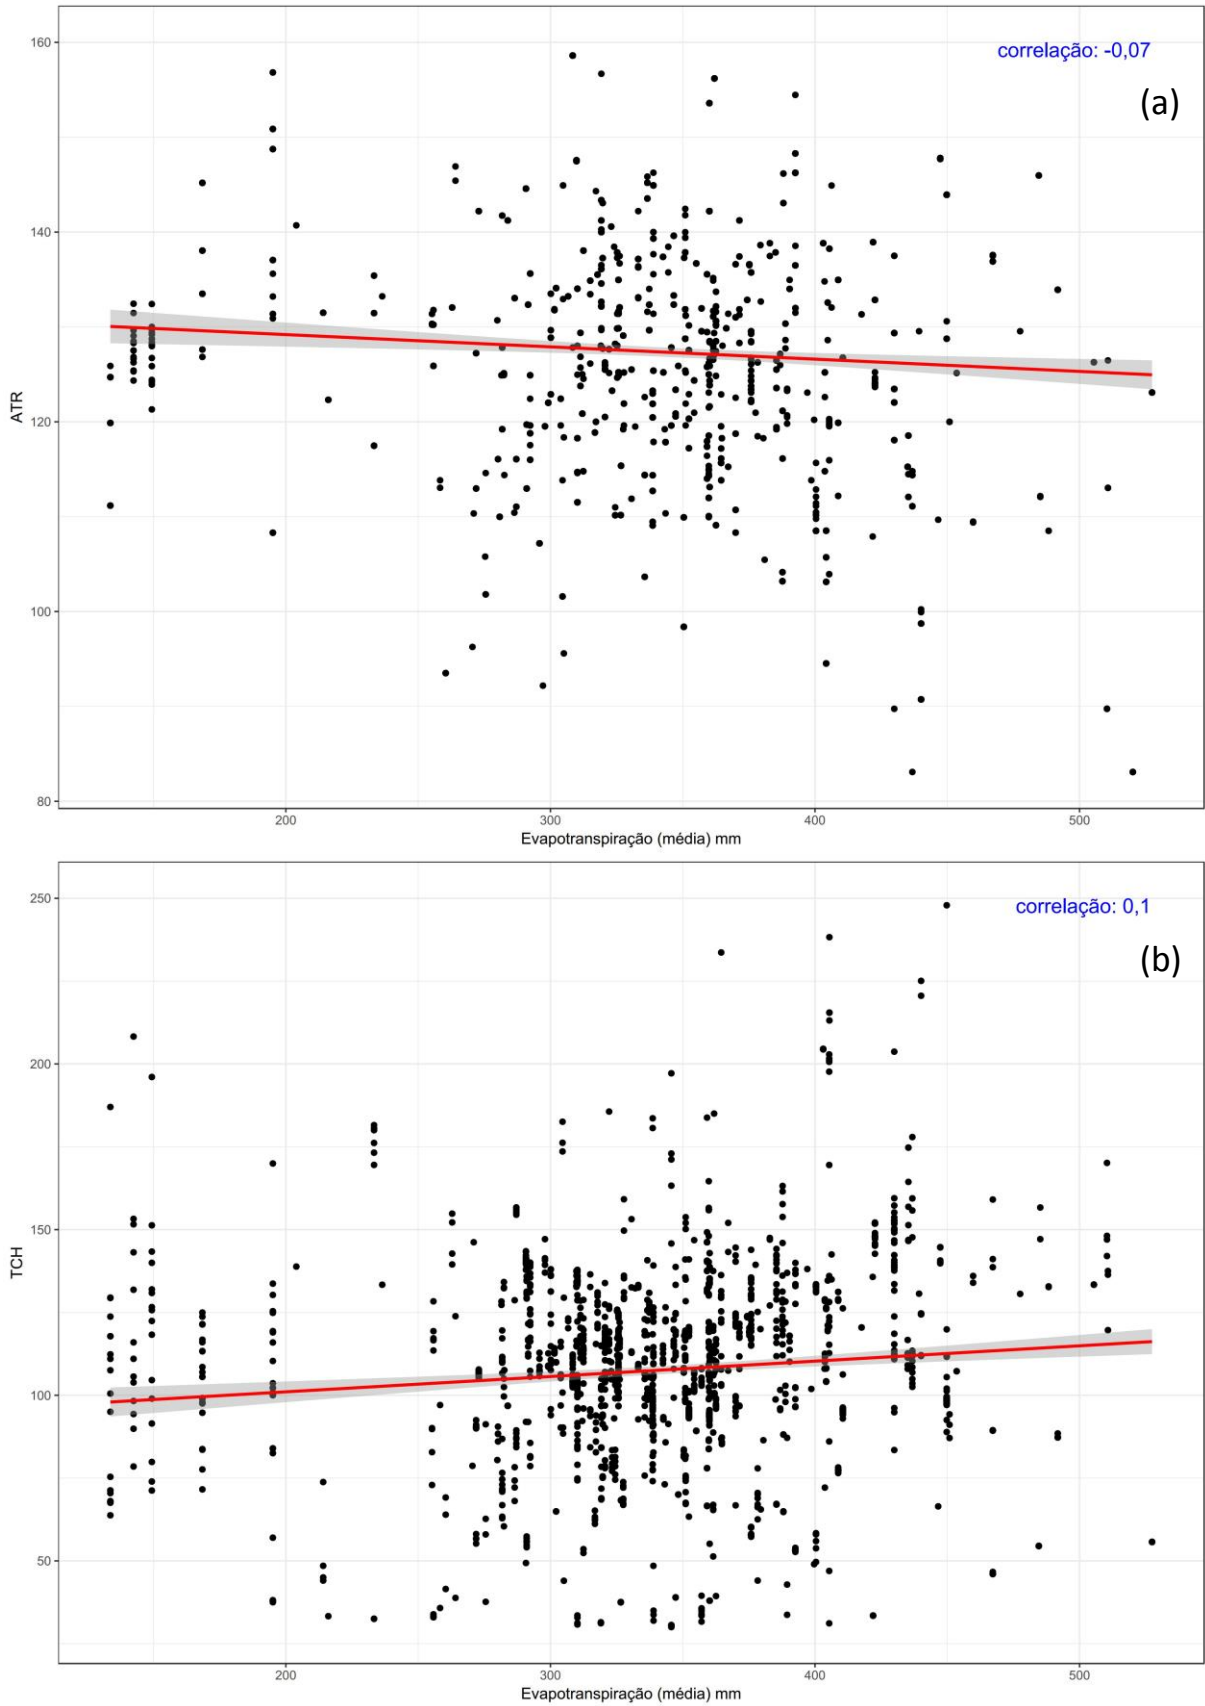 160
140
120
100
80
ATR
correlação: -0,07
(a)
200
300
400
500
Evapotranspiração (média) mm
250
200
150
100
50
TCH
correlação: 0,1
(b)
200
300
400
500
Evapotranspiração (média) mm